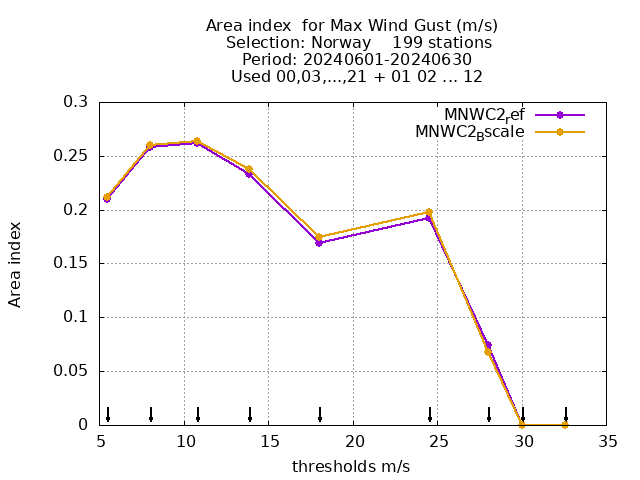 Area index  for Max Wind Gust (m/s)
Selection: Norway    199 stations
Period: 20240601-20240630
Used 00,03,...,21 + 01 02 ... 12
MNWC2_ref
MNWC2_Bscale
0.3
0.25
0.2
0.15
0.1
0.05
0
Area index
5 10 15 20 25 30 35
thresholds m/s